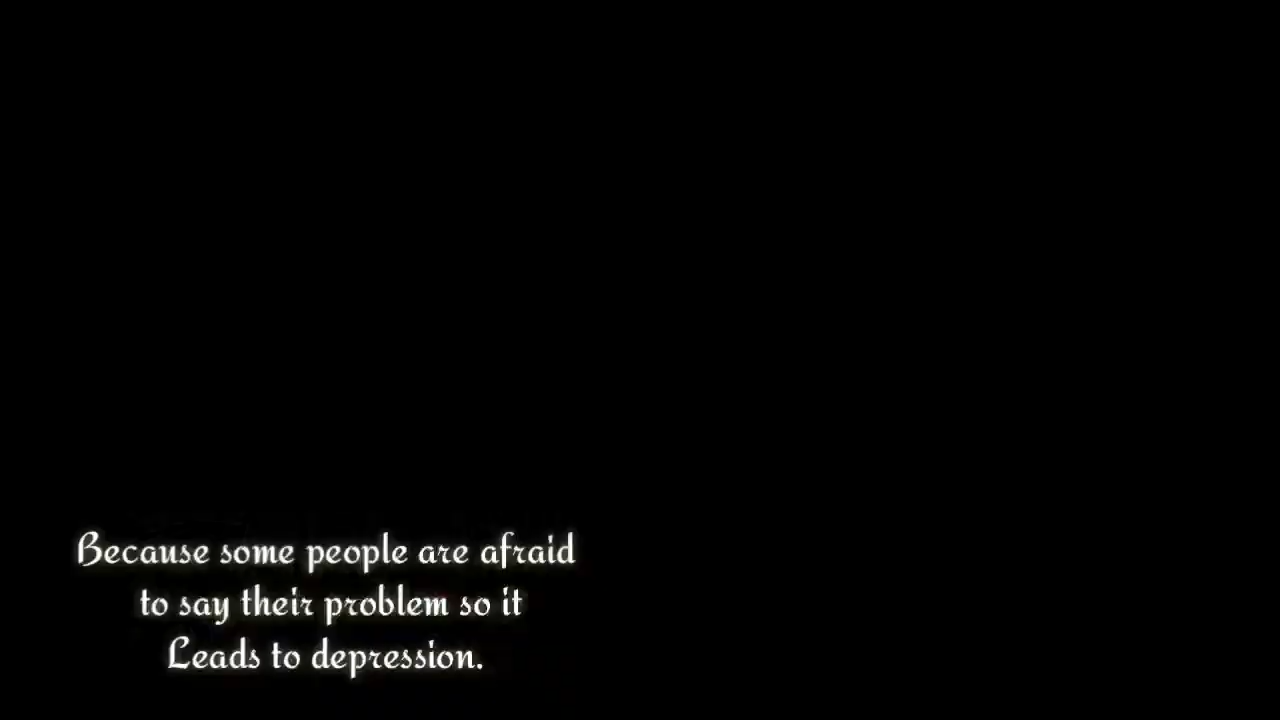 Because some people are afraid
to say their problem so it
Leads to depression.